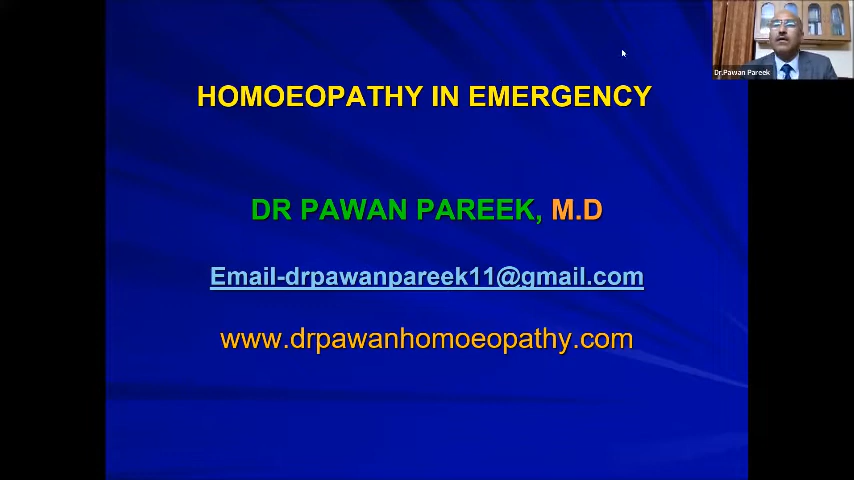 HOMOEOPATHY IN EMERGENCY
DR PAWAN PAREEK, M.D
Email-drpawanpareek11@gmail.com
www.drpawanhomoeopathy.com
Dr.Pawan Pareek